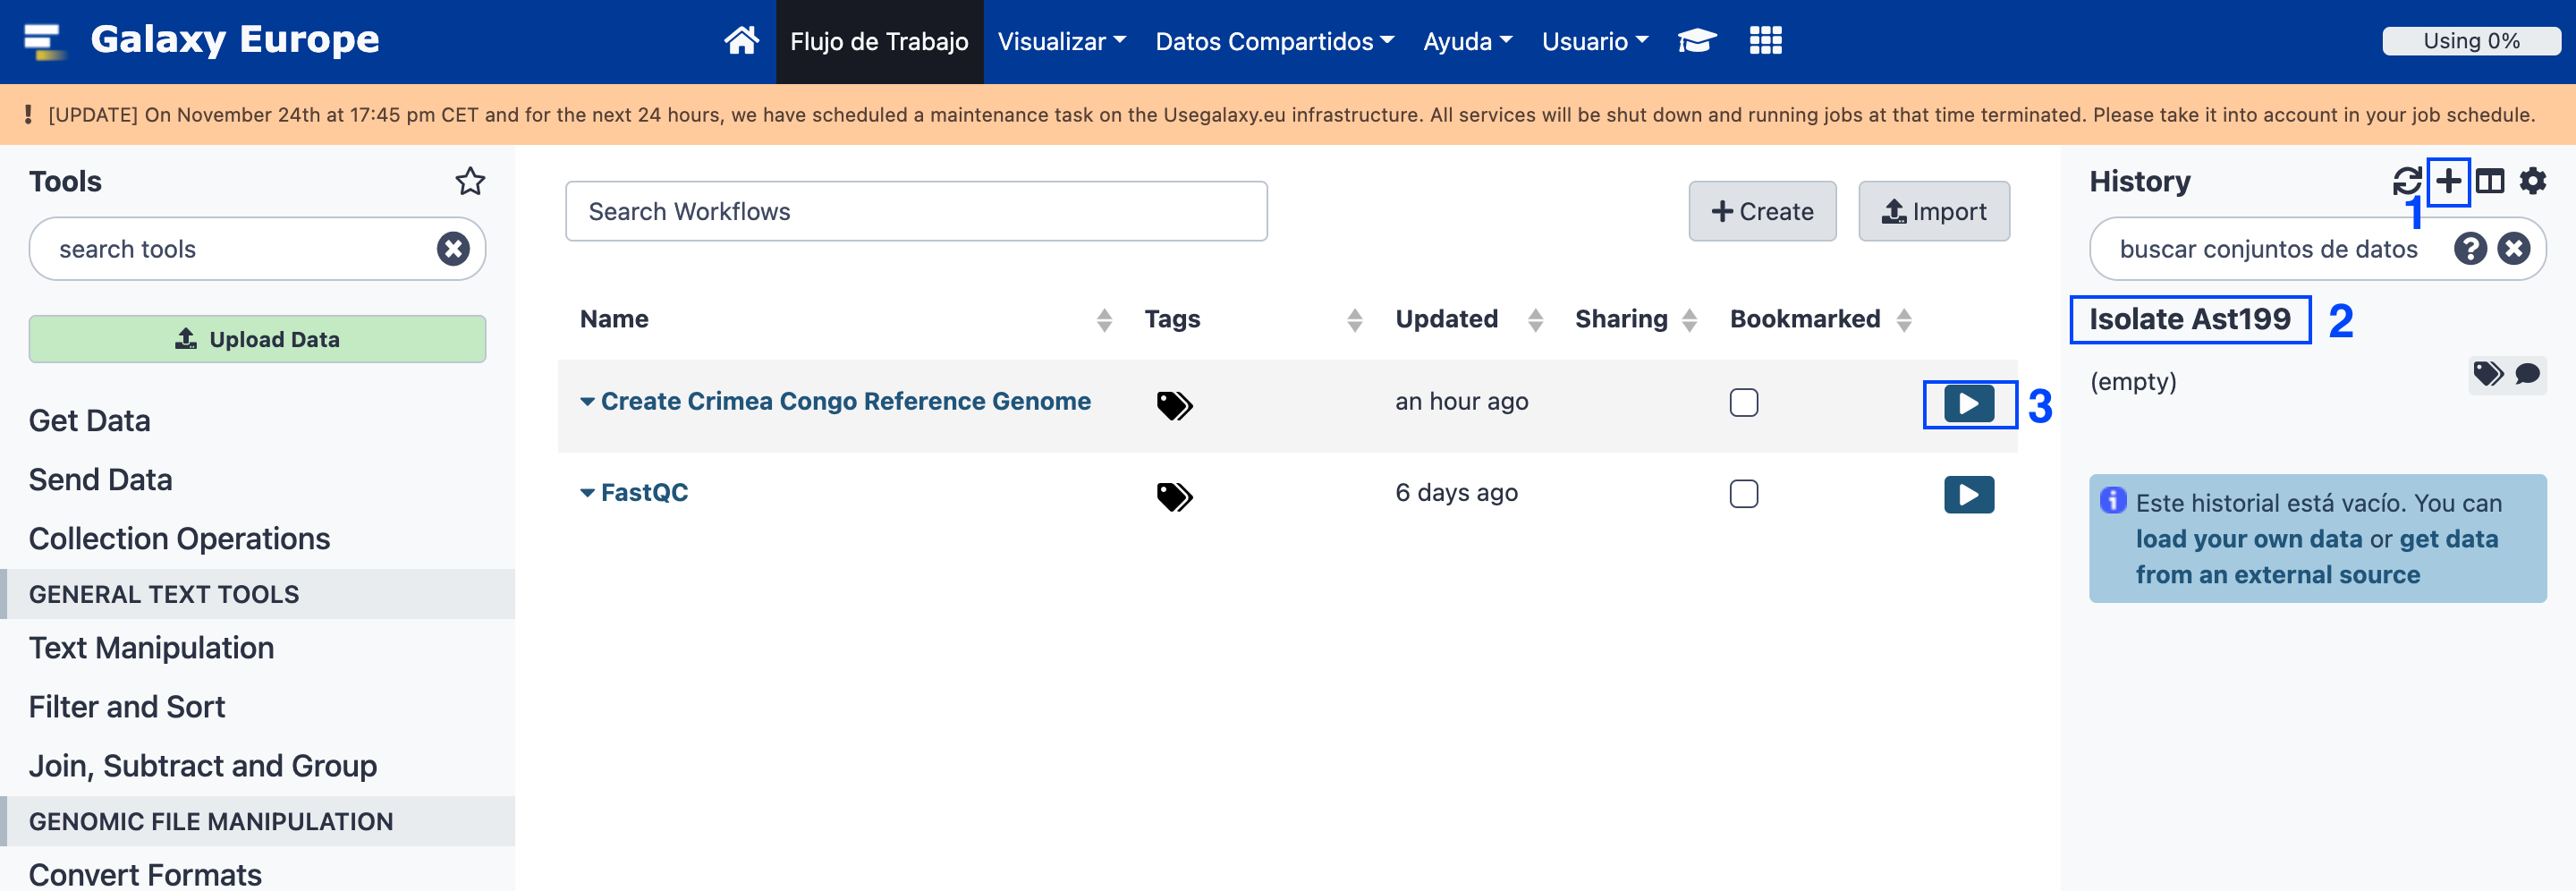 Galaxy Europe
Flujo de Trabajo
Visualizar
Datos Compartidos
Ayuda
Usuario
Using 0%
[UPDATE] On November 24th at 17:45 pm CET and for the next 24 hours, we have scheduled a maintenance task on the Usegalaxy.eu infrastructure. All services will be shut down and running jobs at that time terminated. Please take it into account in your job schedule.
Tools
search tools
Upload Data
Get Data
Send Data
Collection Operations
GENERAL TEXT TOOLS
Text Manipulation
Filter and Sort
Join, Subtract and Group
GENOMIC FILE MANIPULATION
Convert Formats
Search Workflows
Create
Import
Name Tags Updated Sharing Bookmarked
Create Crimea Congo Reference Genome an hour ago 3
FastQC 6 days ago
History
1
buscar conjuntos de datos
Isolate Ast199 2
(empty)
Este historial está vacío. You can
load your own data or get data
from an external source